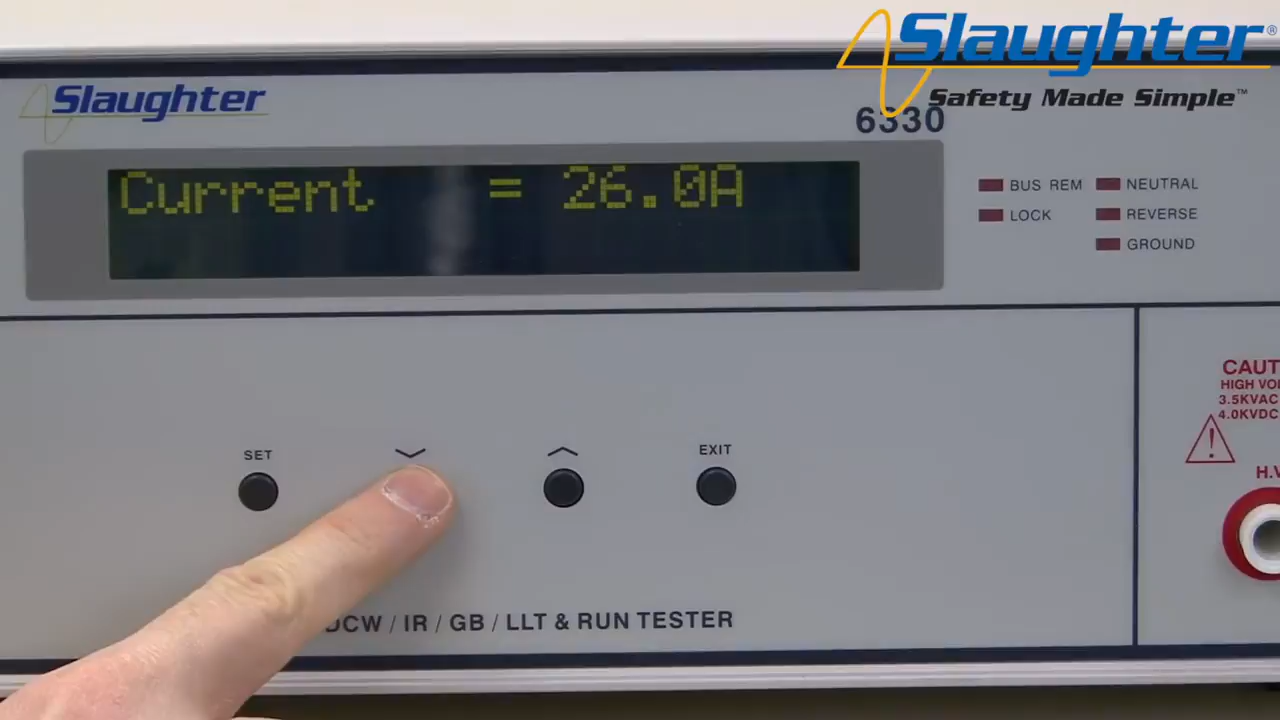 Slaughter®
Safety Made Simple™
Slaughter
6330
Current = 26.0A
BUS REM
NEUTRAL
LOCK
REVERSE
GROUND
SET
EXIT
HIGH
3.5KVAC
4.0KVDC
/ IR / GB / LLT & RUN TESTER